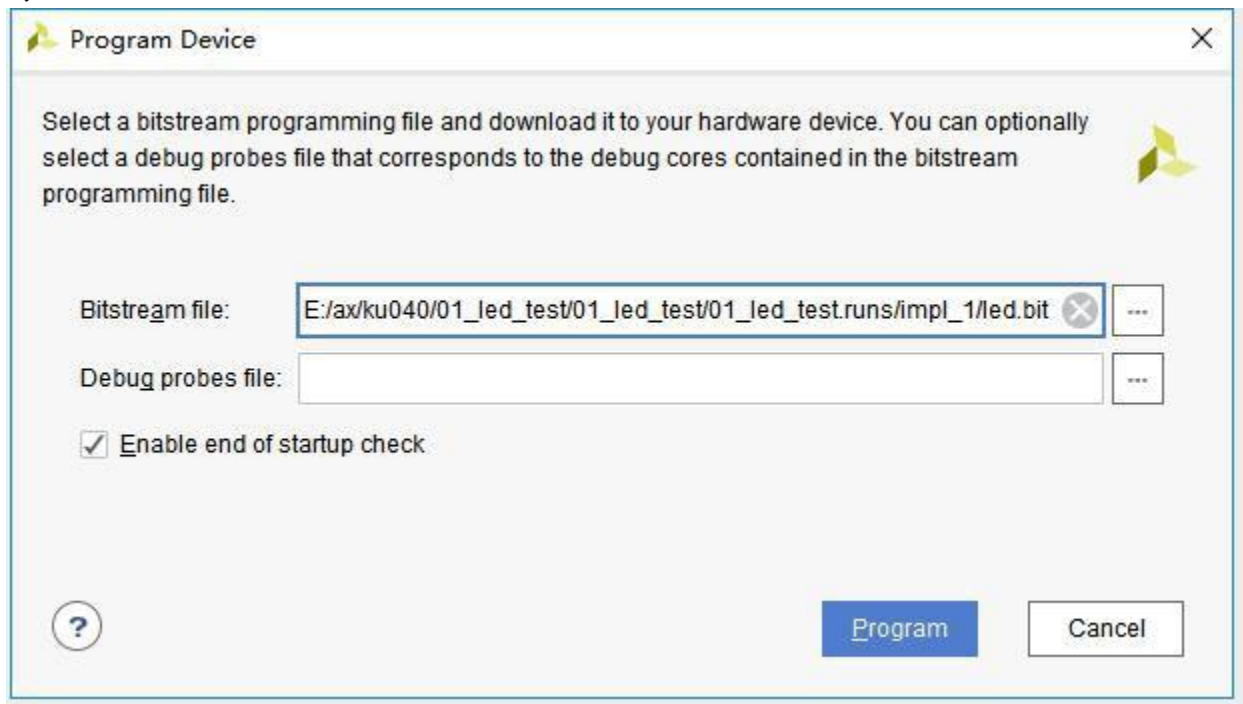 Program Device
Select a bitstream programming file and download it to your hardware device. You can optionally
select a debug probes file that corresponds to the debug cores contained in the bitstream
programming file.
Bitstream file: E:/ax/ku040/01_led_test/01_led_test/01_led_test.runs/impl_1/led.bit ...
Debug probes file: ...
Enable end of startup check
? Program Cancel